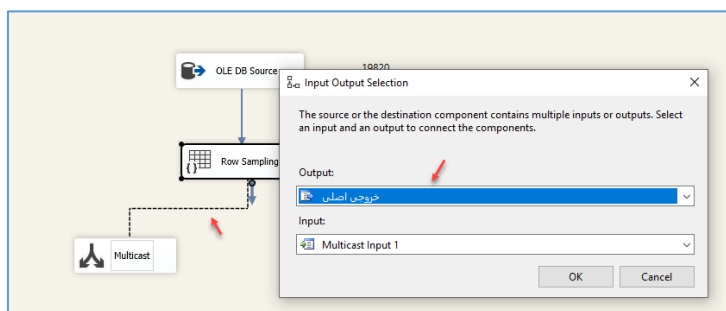 OLE DB Source
19820
Input Output Selection
The source or the destination component contains multiple inputs or outputs. Select
an input and an output to connect the components.
Row Sampling
Output:
خروجی اصلی
Input:
Multicast Input 1
Multicast
OK
Cancel